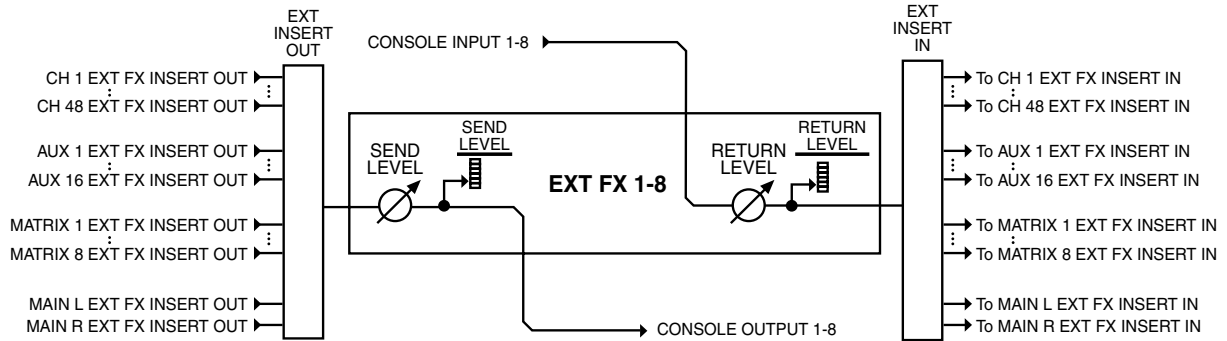 EXT
INSERT
OUT
CH 1 EXT FX INSERT OUT
CH 48 EXT FX INSERT OUT
AUX 1 EXT FX INSERT OUT
AUX 16 EXT FX INSERT OUT
MATRIX 1 EXT FX INSERT OUT
MATRIX 8 EXT FX INSERT OUT
MAIN L EXT FX INSERT OUT
MAIN R EXT FX INSERT OUT
CONSOLE INPUT 1-8
SEND
LEVEL
SEND
LEVEL
EXT FX 1-8
RETURN
LEVEL
RETURN
LEVEL
CONSOLE OUTPUT 1-8
EXT
INSERT
IN
To CH 1 EXT FX INSERT IN
To CH 48 EXT FX INSERT IN
To AUX 1 EXT FX INSERT IN
To AUX 16 EXT FX INSERT IN
To MATRIX 1 EXT FX INSERT IN
To MATRIX 8 EXT FX INSERT IN
To MAIN L EXT FX INSERT IN
To MAIN R EXT FX INSERT IN